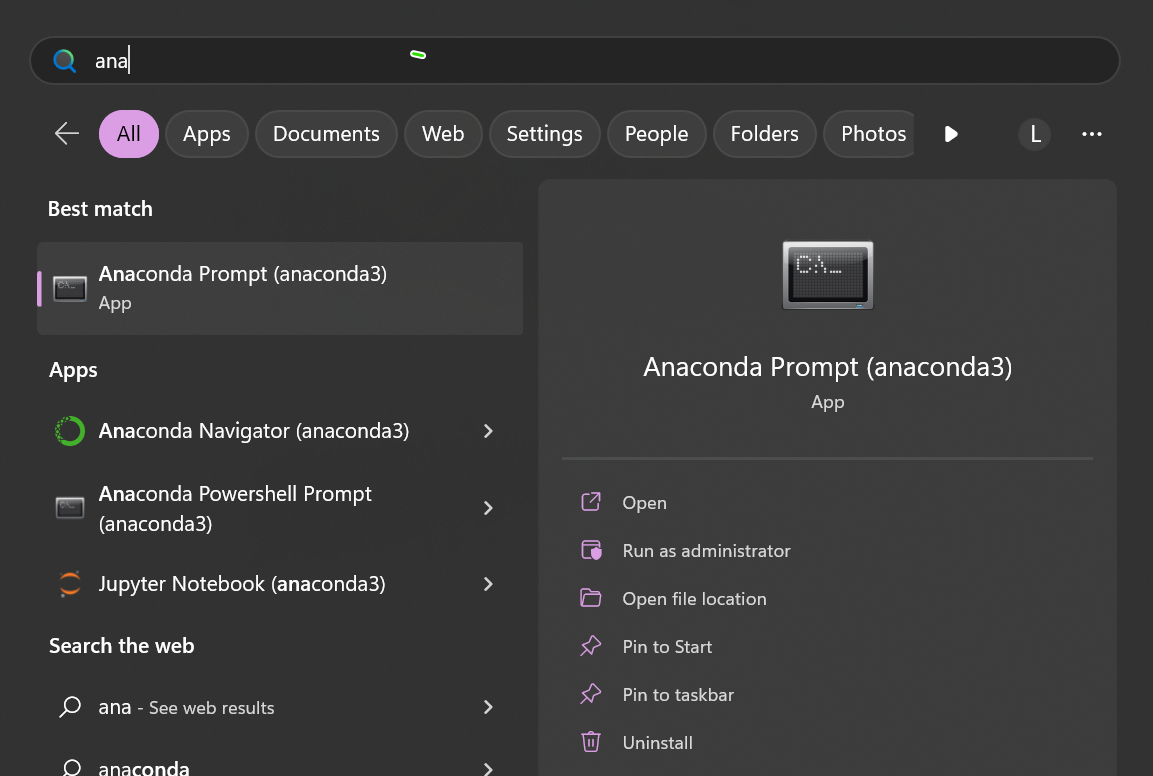 ana
All
Apps
Documents
Web
Settings
People
Folders
Photos
L
Best match
Anaconda Prompt (anaconda3)
App
Apps
Anaconda Navigator (anaconda3)
Anaconda Powershell Prompt
(anaconda3)
Jupyter Notebook (anaconda3)
Search the web
ana - See web results
anaconda
Anaconda Prompt (anaconda3)
App
Open
Run as administrator
Open file location
Pin to Start
Pin to taskbar
Uninstall